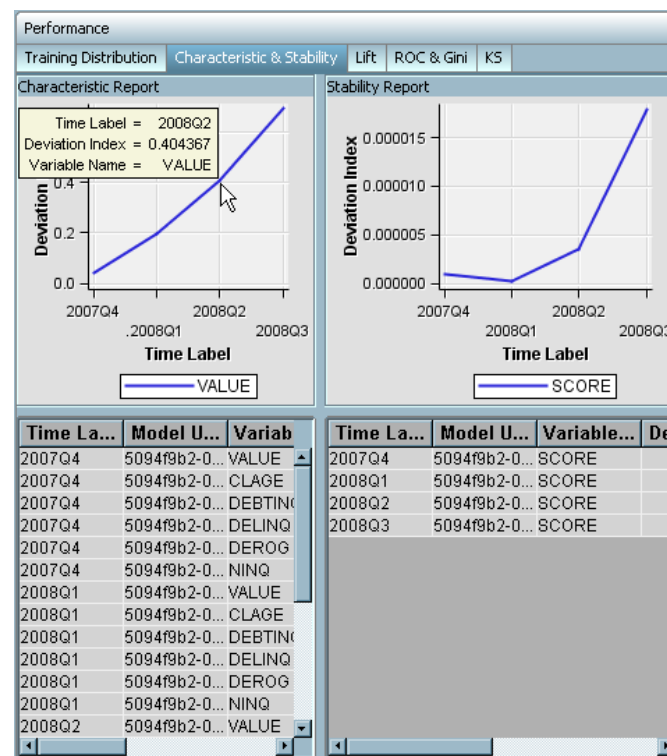 Performance
Training Distribution Characteristic & Stability Lift ROC & Gini KS
Characteristic Report
Time Label = 2008Q2
Deviation Index = 0.404367
Variable Name = VALUE
Deviation
0.4
0.2
0.0
2007Q4 2008Q2
.2008Q1 2008Q3
Time Label
VALUE
Stability Report
Deviation Index
0.000015
0.000010
0.000005
0.000000
2007Q4 2008Q2
2008Q1 2008Q3
Time Label
SCORE
Time La... Model U... Variab
2007Q4 5094f9b2-0... VALUE
2007Q4 5094f9b2-0... CLAGE
2007Q4 5094f9b2-0... DEBTIN
2007Q4 5094f9b2-0... DELINQ
2007Q4 5094f9b2-0... DEROG
2007Q4 5094f9b2-0... NINQ
2008Q1 5094f9b2-0... VALUE
2008Q1 5094f9b2-0... CLAGE
2008Q1 5094f9b2-0... DEBTIN
2008Q1 5094f9b2-0... DELINQ
2008Q1 5094f9b2-0... DEROG
2008Q1 5094f9b2-0... NINQ
2008Q2 5094f9b2-0... VALUE
Time La... Model U... Variable... De
2007Q4 5094f9b2-0... SCORE
2008Q1 5094f9b2-0... SCORE
2008Q2 5094f9b2-0... SCORE
2008Q3 5094f9b2-0... SCORE